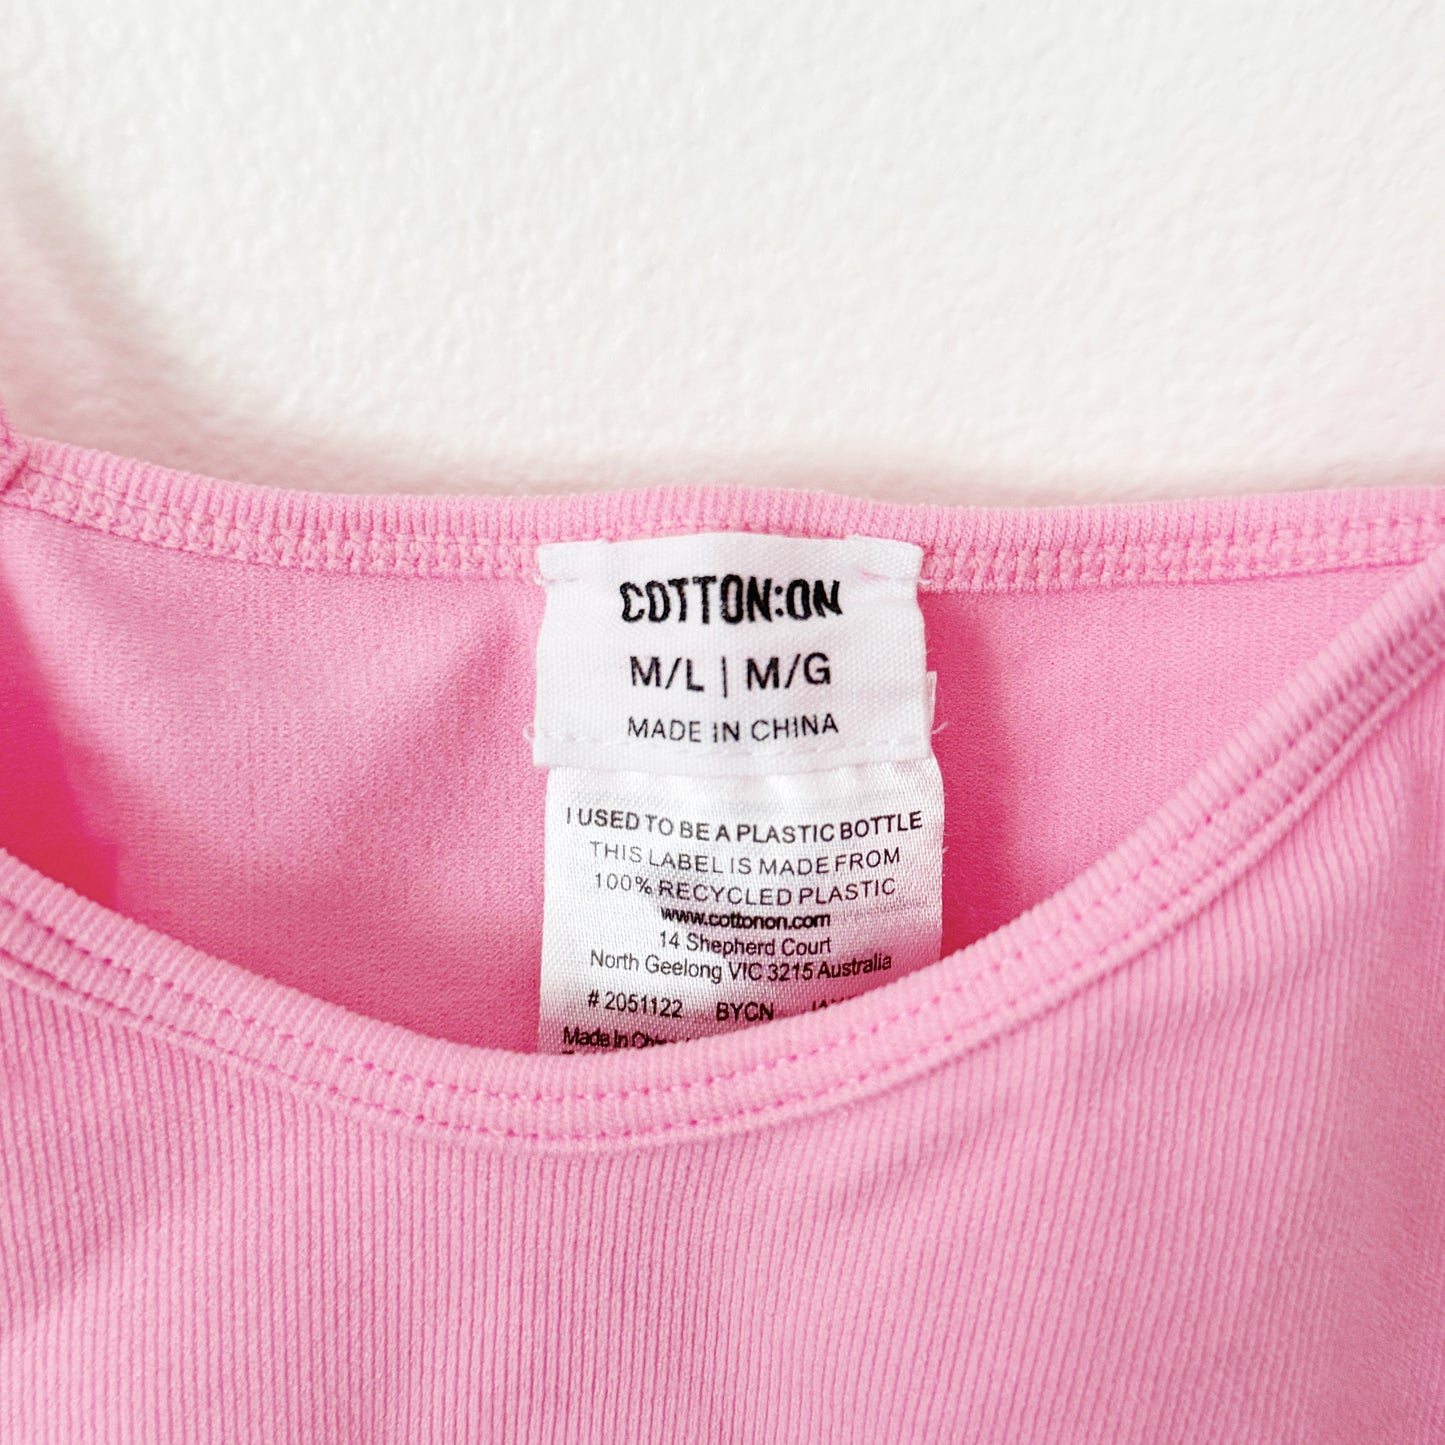 COTTON:ON
M/L | M/G
MADE IN CHINA
I USED TO BE A PLASTIC BOTTLE
THIS LABEL IS MADE FROM
100% RECYCLED PLASTIC
www.cottonon.com
14 Shepherd Court
North Geelong VIC 3215 Australia
# 2051122 BYCN
Made In